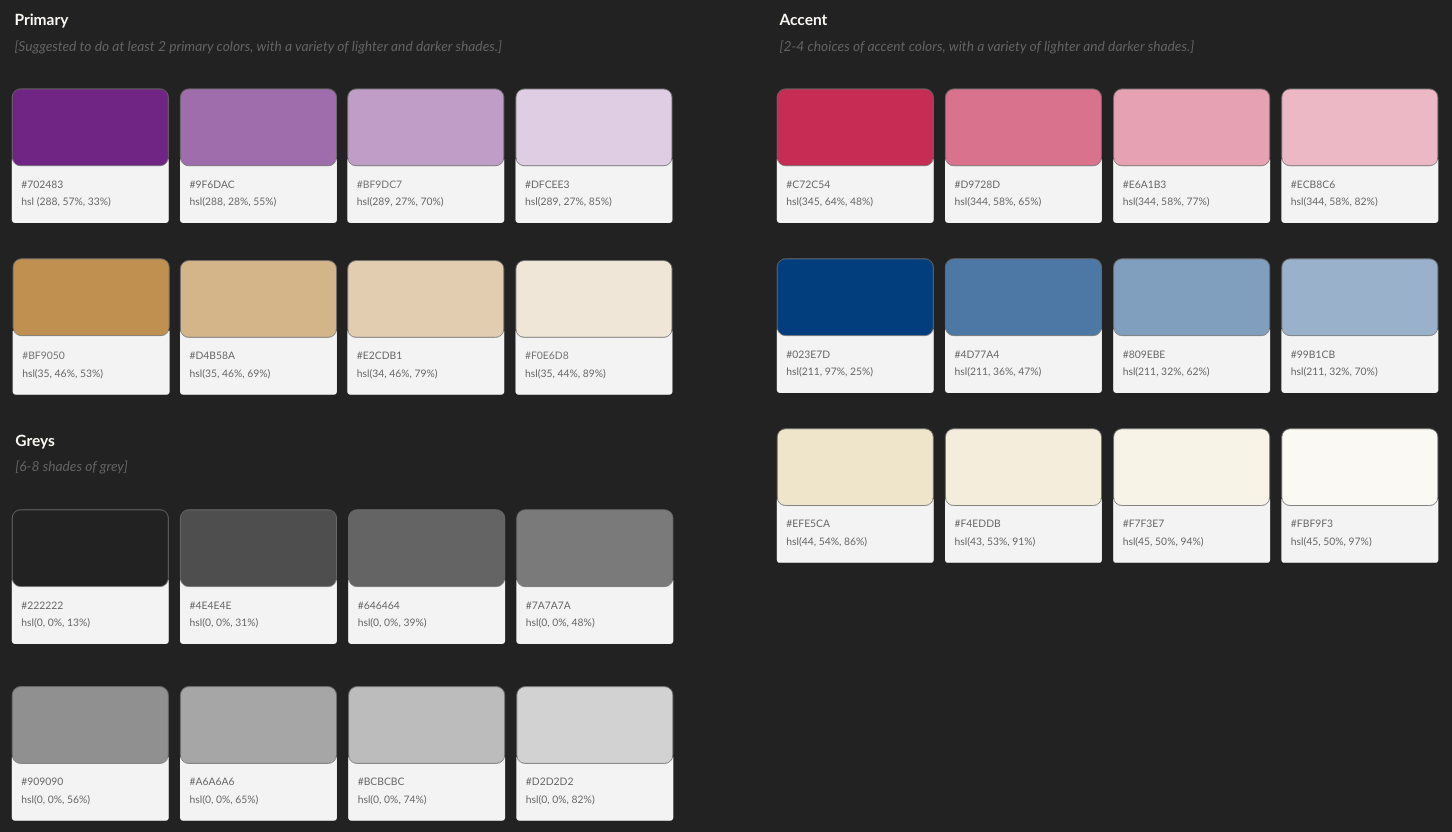 Primary
[Suggested to do at least 2 primary colors, with a variety of lighter and darker shades.]
#702483
hsl (288, 57%, 33%)
#9F6DAC
hsl(288, 28%, 55%)
#BF9DC7
hsl(289, 27%, 70%)
#DFCEE3
hsl(289, 27%, 85%)
#BF9050
hsl(35, 46%, 53%)
#D4B58A
hsl(35, 46%, 69%)
#E2CDB1
hsl(34, 46%, 79%)
#F0E6D8
hsl(35, 44%, 89%)
Greys
[6-8 shades of grey]
#222222
hsl(0, 0%, 13%)
#4E4E4E
hsl(0, 0%, 31%)
#646464
hsl(0, 0%, 39%)
#7A7A7A
hsl(0, 0%, 48%)
#909090
hsl(0, 0%, 56%)
#A6A6A6
hsl(0, 0%, 65%)
#BCBCBC
hsl(0, 0%, 74%)
#D2D2D2
hsl(0, 0%, 82%)
Accent
[2-4 choices of accent colors, with a variety of lighter and darker shades.]
#C72C54
hsl(345, 64%, 48%)
#D9728D
hsl(344, 58%, 65%)
#E6A1B3
hsl(344, 58%, 77%)
#ECB8C6
hsl(344, 58%, 82%)
#023E7D
hsl(211, 97%, 25%)
#4D77A4
hsl(211, 36%, 47%)
#809EBE
hsl(211, 32%, 62%)
#99B1CB
hsl(211, 32%, 70%)
#EFE5CA
hsl(44, 54%, 86%)
#F4EDDB
hsl(43, 53%, 91%)
#F7F3E7
hsl(45, 50%, 94%)
#FBF9F3
hsl(45, 50%, 97%)